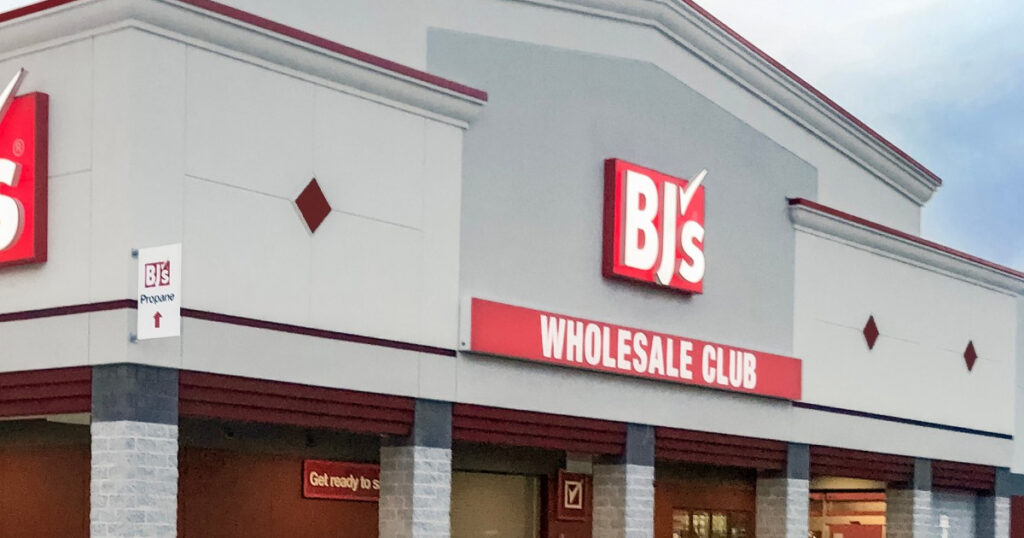 s®
BJ's
Propane
BJ's
WHOLESALE CLUB
Get ready to s